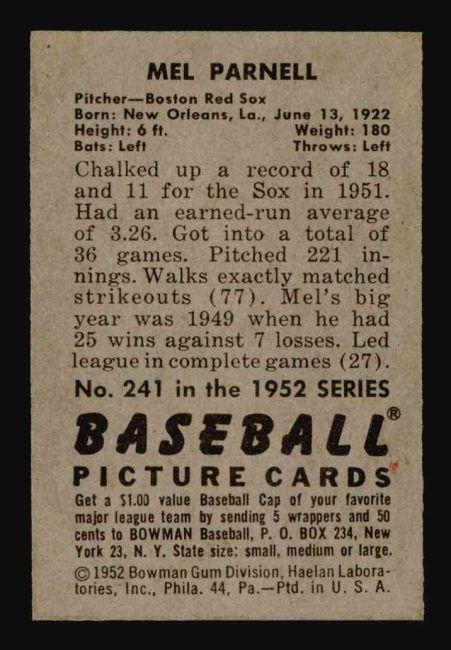 MEL PARNELL
Pitcher—Boston Red Sox
Born: New Orleans, La., June 13, 1922
Height: 6 ft. Weight: 180
Bats: Left Throws: Left
Chalked up a record of 18
and 11 for the Sox in 1951.
Had an earned-run average
of 3.26. Got into a total of
36 games. Pitched 221 in-
nings. Walks exactly matched
strikeouts (77). Mel's big
year was 1949 when he had
25 wins against 7 losses. Led
league in complete games (27).
No. 241 in the 1952 SERIES
BASEBALL®
PICTURE CARDS
Get a $1.00 value Baseball Cap of your favorite
major league team by sending 5 wrappers and 50
cents to BOWMAN Baseball, P. O. BOX 234, New
York 23, N. Y. State size: small, medium or large.
©1952 Bowman Gum Division, Haelan Labora-
tories, Inc., Phila. 44, Pa.—Ptd. in U. S. A.